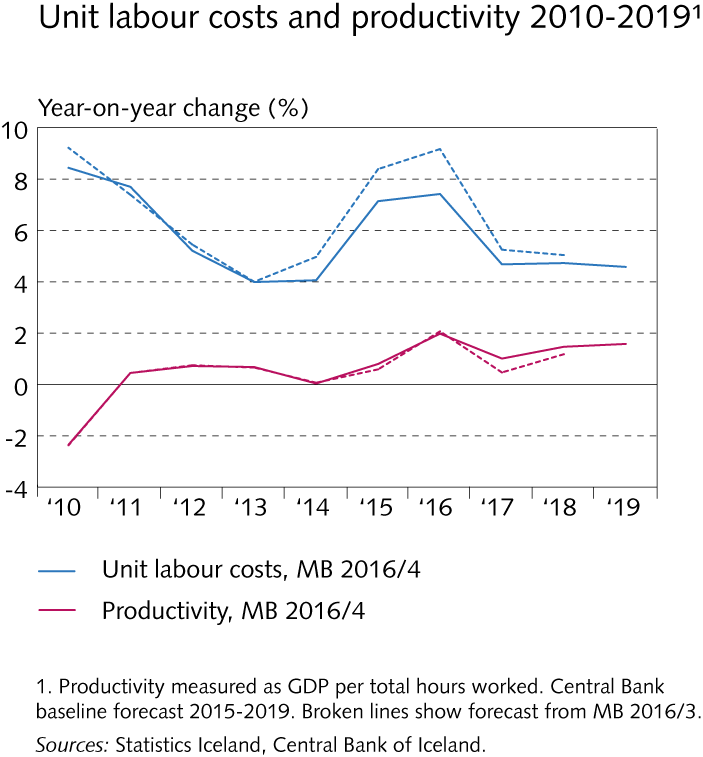 Unit labour costs and productivity 2010-2019¹
Year-on-year change (%)
10
8
6
4
2
0
-2
-4
‘10 ‘11 ‘12 ‘13 ‘14 ‘15 ‘16 ‘17 ‘18 ‘19
Unit labour costs, MB 2016/4
Productivity, MB 2016/4
1. Productivity measured as GDP per total hours worked. Central Bank
baseline forecast 2015-2019. Broken lines show forecast from MB 2016/3.
Sources: Statistics Iceland, Central Bank of Iceland.